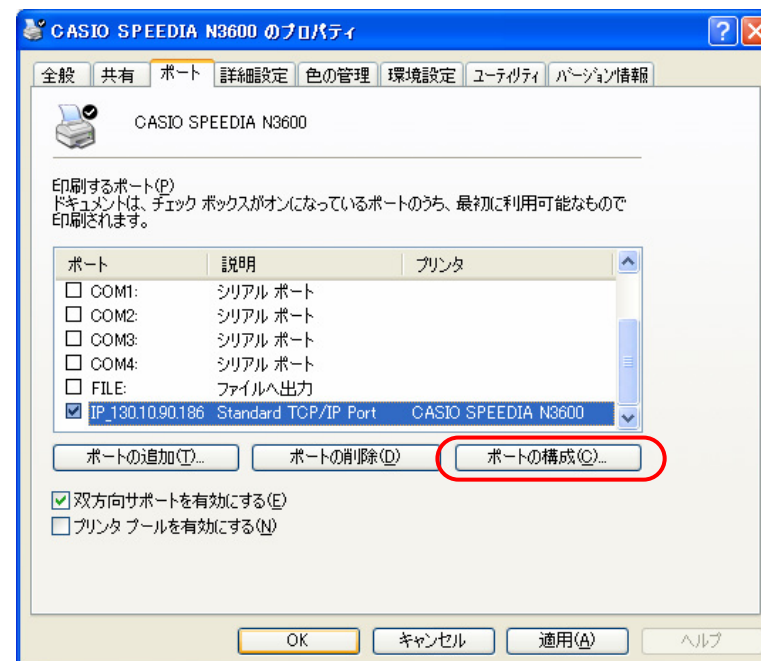 CASIO SPEEDIA N3600 のプロパティ
全般 共有 ポート 詳細設定 色の管理 環境設定 ユーティリティ バージョン情報
CASIO SPEEDIA N3600
印刷するポート(P)
ドキュメントは、チェック ボックスがオンになっているポートのうち、最初に利用可能なもので
印刷されます。
ポート 説明 プリンタ
COM1: シリアル ポート
COM2: シリアル ポート
COM3: シリアル ポート
COM4: シリアル ポート
FILE: ファイルへ出力
IP_130.10.90.186 Standard TCP/IP Port CASIO SPEEDIA N3600
ポートの追加(T)... ポートの削除(D) ポートの構成(C)...
双方向サポートを有効にする(E)
プリンタ プールを有効にする(N)
OK キャンセル 適用(A) ヘルプ